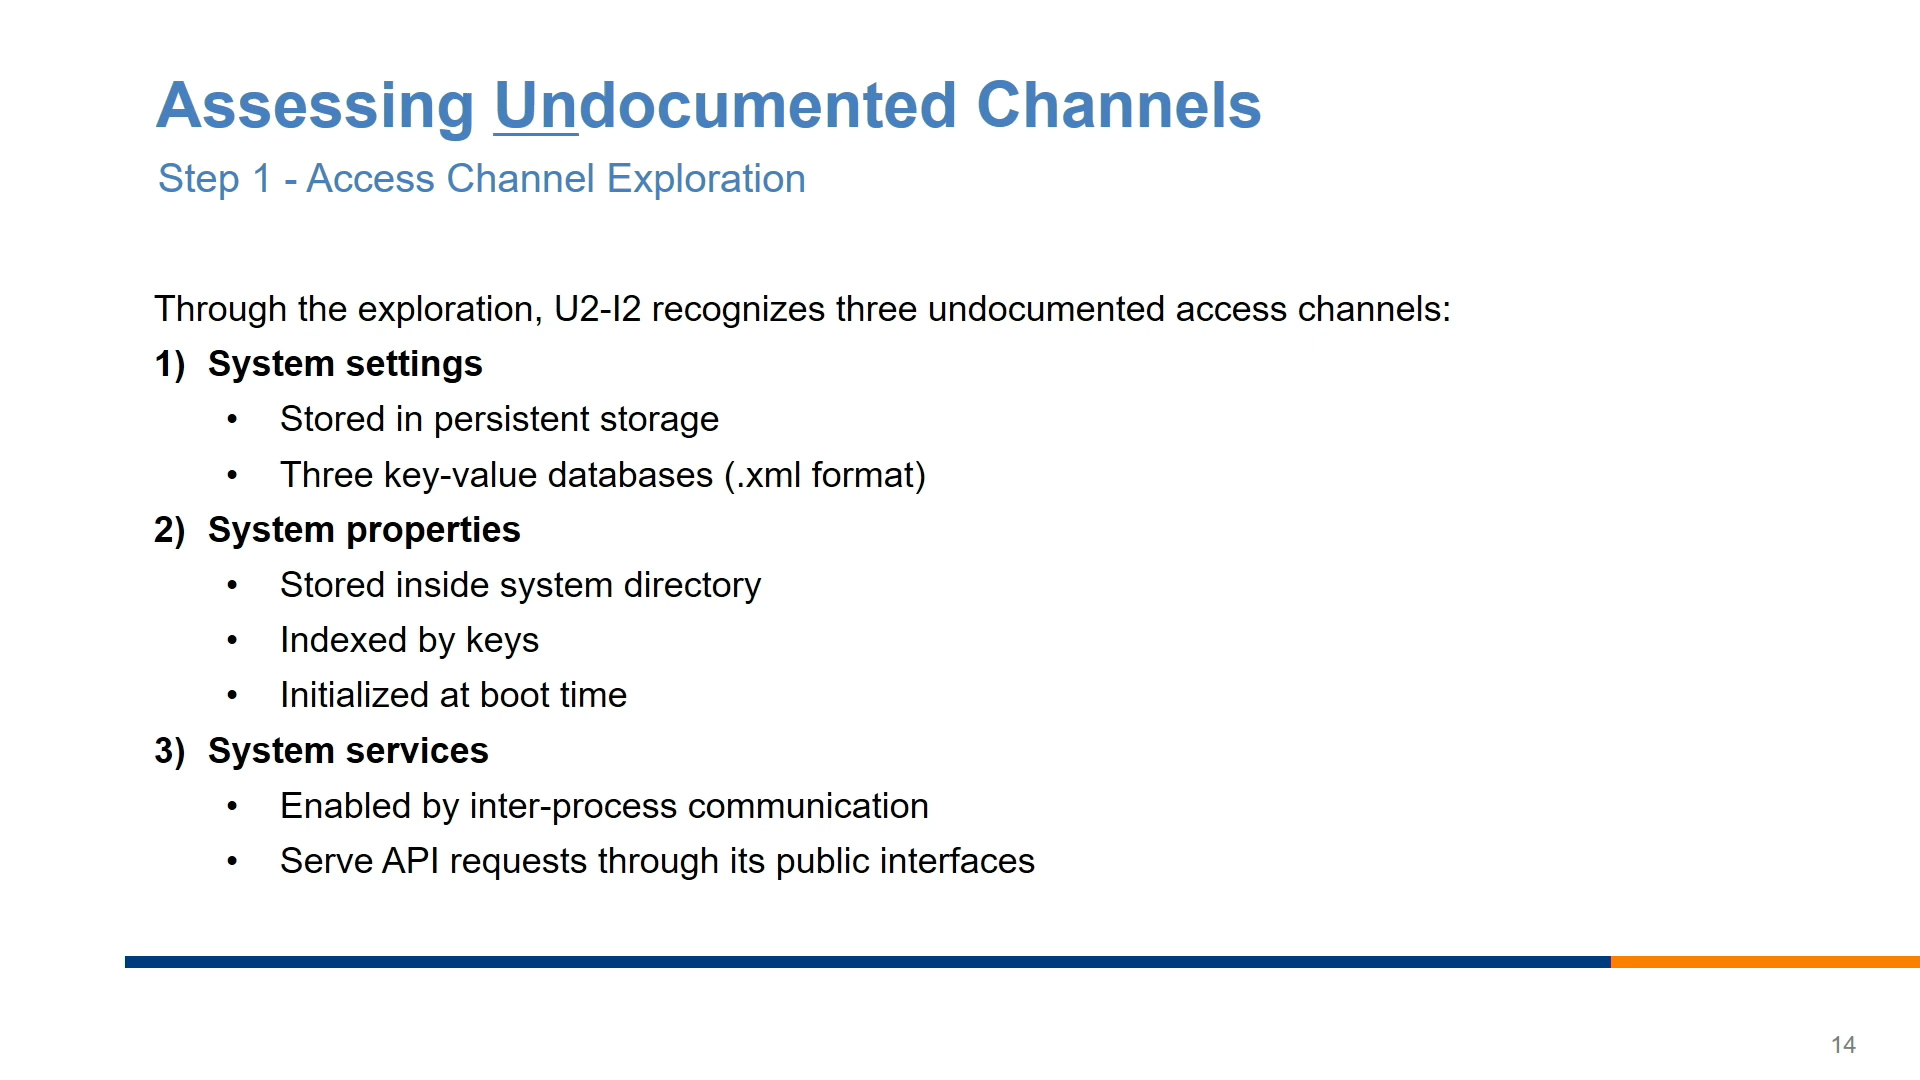 Assessing Undocumented Channels
Step 1 - Access Channel Exploration
Through the exploration, U2-I2 recognizes three undocumented access channels:
1) System settings
• Stored in persistent storage
• Three key-value databases (.xml format)
2) System properties
• Stored inside system directory
• Indexed by keys
• Initialized at boot time
3) System services
• Enabled by inter-process communication
• Serve API requests through its public interfaces
14